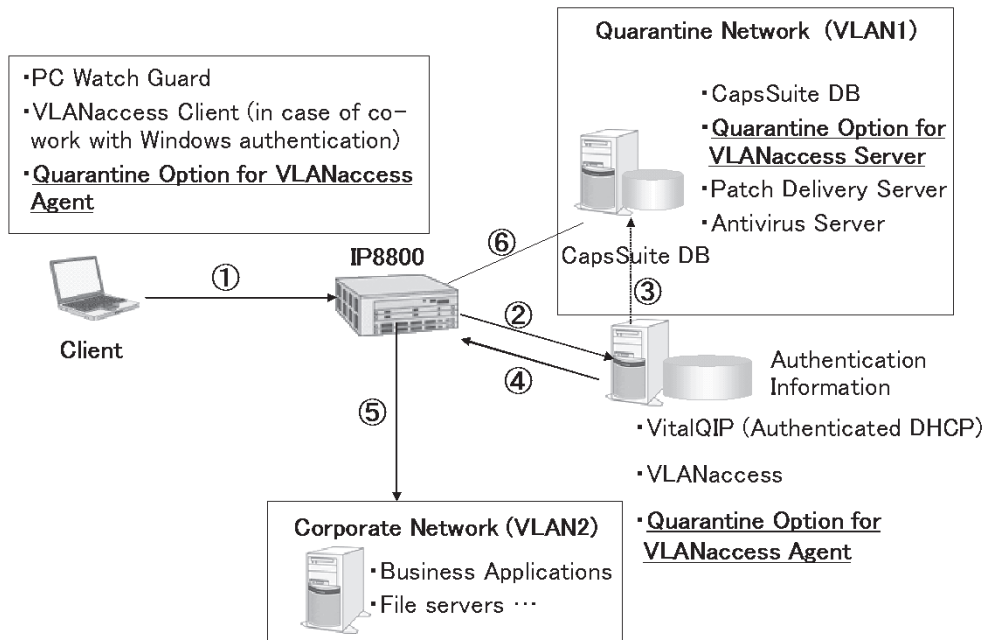 Quarantine Network (VLAN1)
・CapsSuite DB
・Quarantine Option for
VLANaccess Server
・Patch Delivery Server
・Antivirus Server
CapsSuite DB
・PC Watch Guard
・VLANaccess Client (in case of co-
work with Windows authentication)
・Quarantine Option for VLANaccess
Agent
IP8800
Client
①
②
③
④
⑤
⑥
Authentication
Information
・VitalQIP (Authenticated DHCP)
・VLANaccess
・Quarantine Option for
VLANaccess Agent
Corporate Network (VLAN2)
・Business Applications
・File servers …